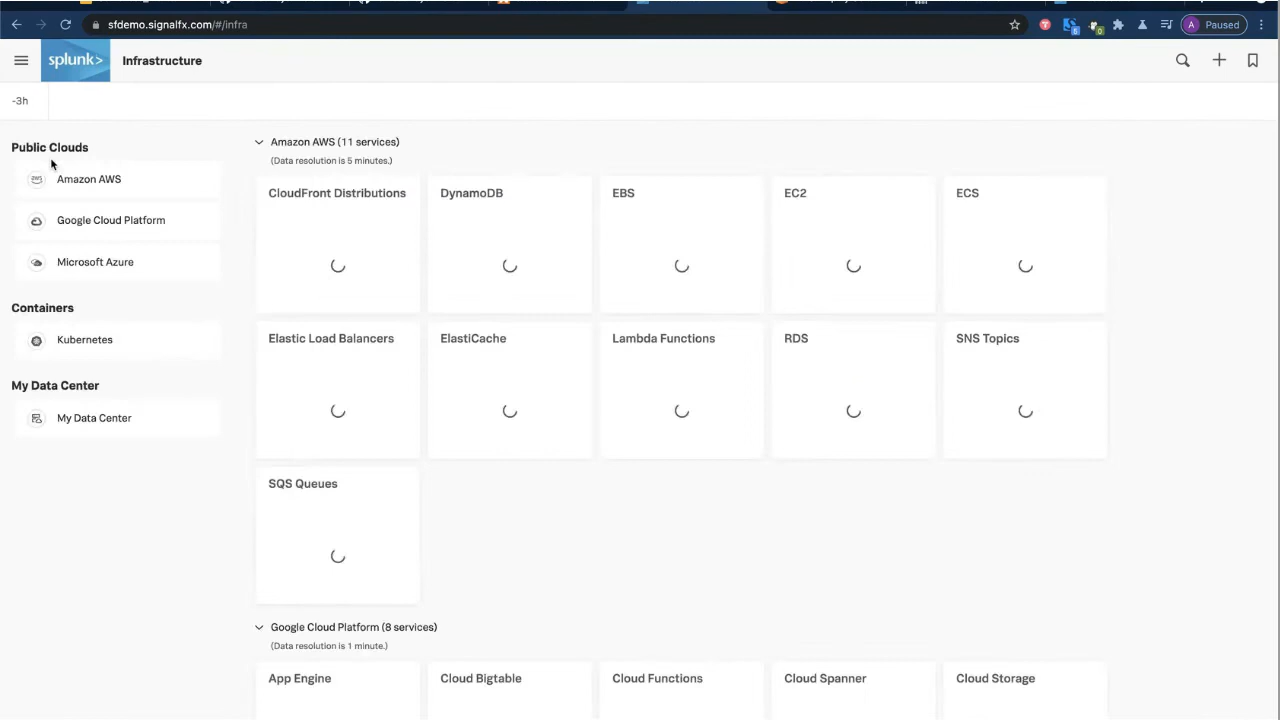 sfdemo.signalfx.com/#/infra
A Paused
splunk> Infrastructure
-3h
Public Clouds
aws Amazon AWS
Google Cloud Platform
Microsoft Azure
Containers
Kubernetes
My Data Center
My Data Center
Amazon AWS (11 services)
(Data resolution is 5 minutes.)
CloudFront Distributions
DynamoDB
EBS
EC2
ECS
Elastic Load Balancers
ElastiCache
Lambda Functions
RDS
SNS Topics
SQS Queues
Google Cloud Platform (8 services)
(Data resolution is 1 minute.)
App Engine
Cloud Bigtable
Cloud Functions
Cloud Spanner
Cloud Storage